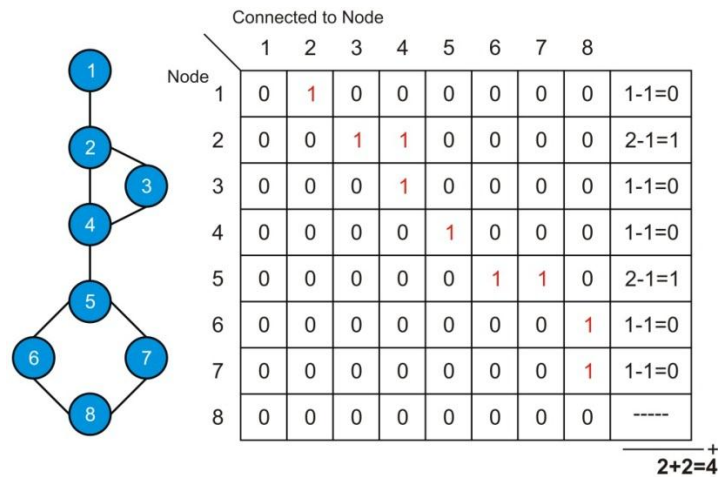 Connected to Node
Node
1 2 3 4 5 6 7 8
1 0 1 0 0 0 0 0 0 1-1=0
2 0 0 1 1 0 0 0 0 2-1=1
3 0 0 0 1 0 0 0 0 1-1=0
4 0 0 0 0 1 0 0 0 1-1=0
5 0 0 0 0 0 1 1 0 2-1=1
6 0 0 0 0 0 0 0 1 1-1=0
7 0 0 0 0 0 0 0 1 1-1=0
8 0 0 0 0 0 0 0 0 -----
+
2+2=4
1
2
3
4
5
6 7
8